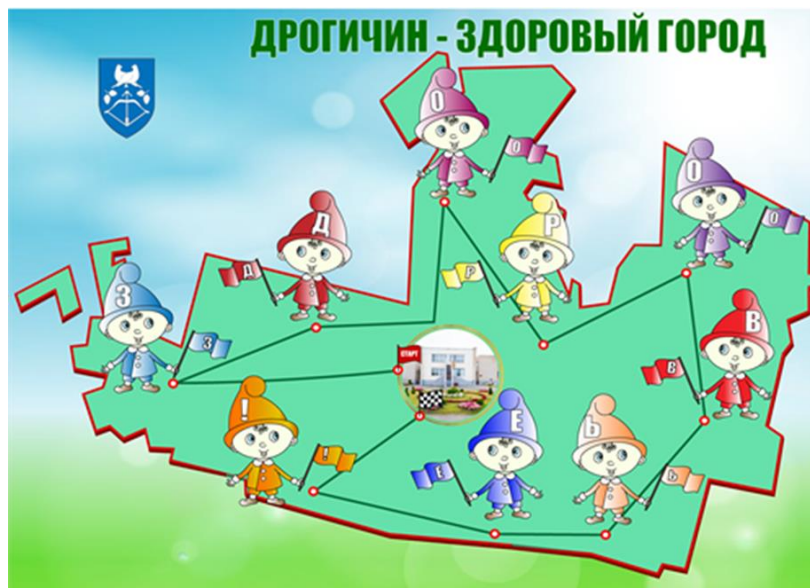 ДРОГИЧИН - ЗДОРОВЫЙ ГОРОД
О
О
О
О
Д
Д
Р
Р
З
З
В
В
СТАРТ
!
!
Е
Е
Ь
Ь